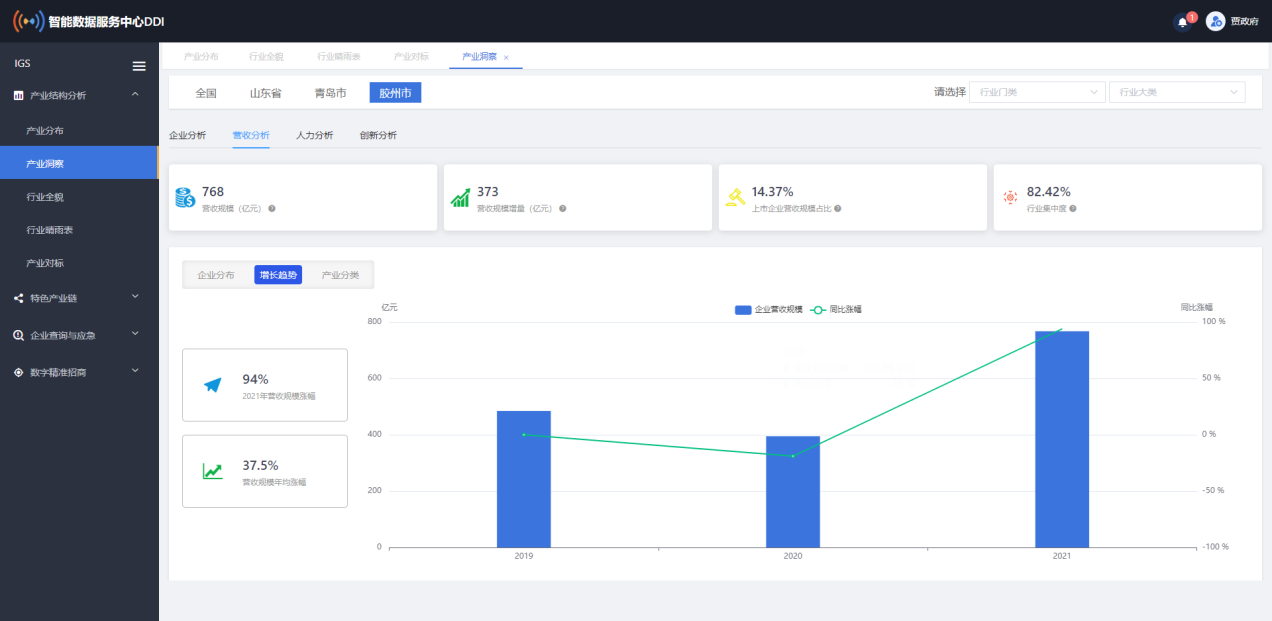 智能数据服务中心DDI
1
贾政府
IGS
产业结构分析
产业分布
产业洞察
行业全貌
行业晴雨表
产业对标
特色产业链
企业查询与应急
数字精准招商
产业分布 行业全貌 行业晴雨表 产业对标 产业洞察 ×
全国 山东省 青岛市 胶州市
请选择 行业门类 行业大类
企业分析 营收分析 人力分析 创新分析
768
营收规模（亿元）
373
营收规模增量（亿元）
14.37%
上市企业营收规模占比
82.42%
行业集中度
企业分布 增长趋势 产业分类
94%
2021年营收规模涨幅
37.5%
营收规模年均涨幅
亿元
企业营收规模 同比涨幅
同比涨幅
800 100 %
600 50 %
400 0 %
200 -50 %
0 -100 %
2019 2020 2021